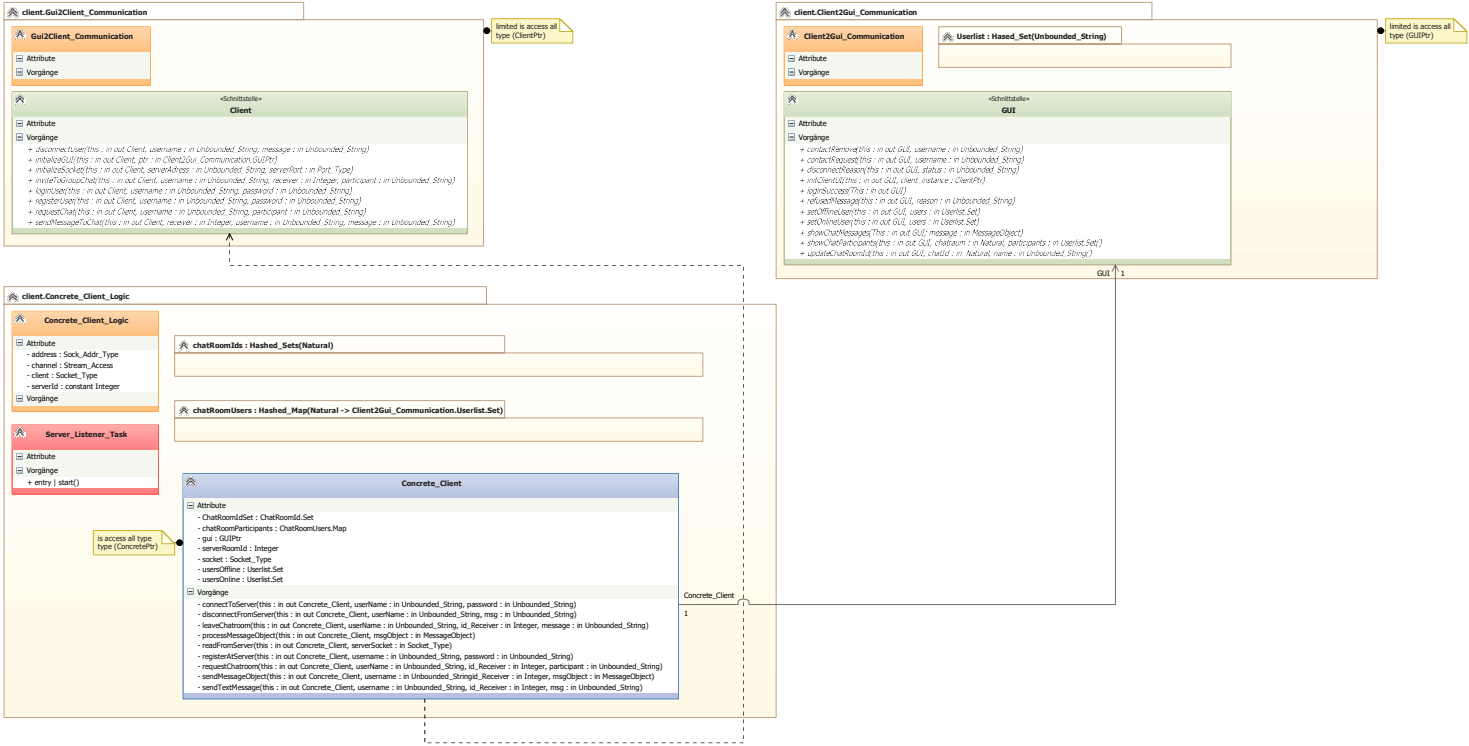 client.Gui2Client_Communication
limited is access all
type (ClientPtr)
Gui2Client_Communication
Attribute
Vorgänge
«Schnittstelle»
Client
Attribute
Vorgänge
+ disconnectUser(this : in out Client, username : in Unbounded_String; message : in Unbounded_String)
+ initializeGUI(this : in out Client, ptr : in Client2Gui_Communication.GUIPtr)
+ initializeSocket(this : in out Client, serverAdress : in Unbounded_String, serverPort : in Port_Type)
+ inviteToGroupChat(this : in out Client, username : in Unbounded_String, receiver : in Integer, participant : in Unbounded_String)
+ loginUser(this : in out Client, username : in Unbounded_String, password : in Unbounded_String)
+ registerUser(this : in out Client, username : in Unbounded_String, password : in Unbounded_String)
+ requestChat(this : in out Client, username : in Unbounded_String, participant : in Unbounded_String)
+ sendMessageToChat(this : in out Client, receiver : in Integer, username : in Unbounded_String, message : in Unbounded_String)
client.Client2Gui_Communication
limited is access all
type (GUIPtr)
Client2Gui_Communication
Attribute
Vorgänge
Userlist : Hased_Set(Unbounded_String)
«Schnittstelle»
GUI
Attribute
Vorgänge
+ contactRemove(this : in out GUI, username : in Unbounded_String)
+ contactRequest(this : in out GUI, username : in Unbounded_String)
+ disconnectReason(this : in out GUI, status : in Unbounded_String)
+ initClientUI(this : in out GUI, client_instance : ClientPtr)
+ loginSuccess(This : in out GUI)
+ refusedMessage(this : in out GUI, reason : in Unbounded_String)
+ setOfflineUser(this : in out GUI, users : in Userlist.Set)
+ setOnlineUser(this : in out GUI, users : in Userlist.Set)
+ showChatMessages(This : in out GUI; message : in MessageObject)
+ showChatParticipants(this : in out GUI, chatraum : in Natural, participants : in Userlist.Set()
+ updateChatRoomId(this : in out GUI, chatId : in  Natural, name : in Unbounded_String()
GUI 1
client.Concrete_Client_Logic
Concrete_Client_Logic
Attribute
- address : Sock_Addr_Type
- channel : Stream_Access
- client : Socket_Type
- serverId : constant Integer
Vorgänge
chatRoomIds : Hashed_Sets(Natural)
chatRoomUsers : Hashed_Map(Natural -> Client2Gui_Communication.Userlist.Set)
Server_Listener_Task
Attribute
Vorgänge
+ entry | start()
is access all type
type (ConcretePtr)
Concrete_Client
Attribute
- ChatRoomIdSet : ChatRoomId.Set
- chatRoomParticipants : ChatRoomUsers.Map
- gui : GUIPtr
- serverRoomId : Integer
- socket : Socket_Type
- usersOffline : Userlist.Set
- usersOnline : Userlist.Set
Vorgänge
- connectToServer(this : in out Concrete_Client, userName : in Unbounded_String, password : in Unbounded_String)
- disconnectFromServer(this : in out Concrete_Client, userName : in Unbounded_String, msg : in Unbounded_String)
- leaveChatroom(this : in out Concrete_Client, userName : in Unbounded_String, id_Receiver : in Integer, message : in Unbounded_String)
- processMessageObject(this : in out Concrete_Client, msgObject : in MessageObject)
- readFromServer(this : in out Concrete_Client, serverSocket : in Socket_Type)
- registerAtServer(this : in out Concrete_Client, username : in Unbounded_String, password : in Unbounded_String)
- requestChatroom(this : in out Concrete_Client, userName : in Unbounded_String, id_Receiver : in Integer, participant : in Unbounded_String)
- sendMessageObject(this : in out Concrete_Client, username : in Unbounded_Stringid_Receiver : in Integer, msgObject : in MessageObject)
- sendTextMessage(this : in out Concrete_Client, username : in Unbounded_String, id_Receiver : in Integer, msg : in Unbounded_String)
Concrete_Client
1